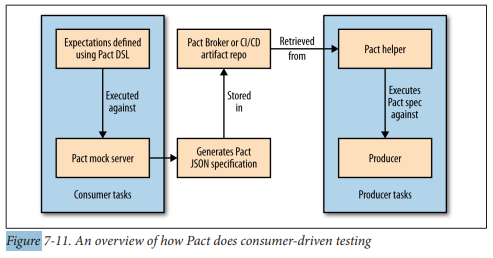 Expectations defined
using Pact DSL
Pact Broker or CI/CD
artifact repo
Retrieved
from
Pact helper
Executed
against
Stored
in
Executes
Pact spec
against
Pact mock server
Generates Pact
JSON specification
Producer
Consumer tasks
Producer tasks
Figure 7-11. An overview of how Pact does consumer-driven testing